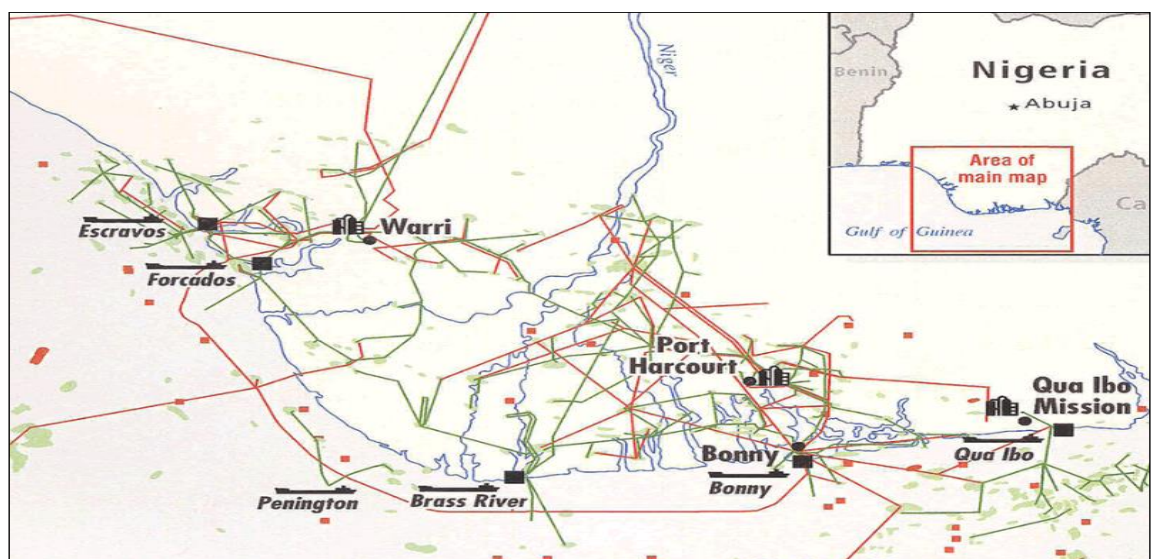 Niger
Benin
Nigeria
Abuja
Area of
main map
Ca
Gulf of Guinea
Escravos
Warri
Forcados
Port
Harcourt
Qua Ibo
Mission
Bonny
Qua Ibo
Penington
Brass River
Bonny